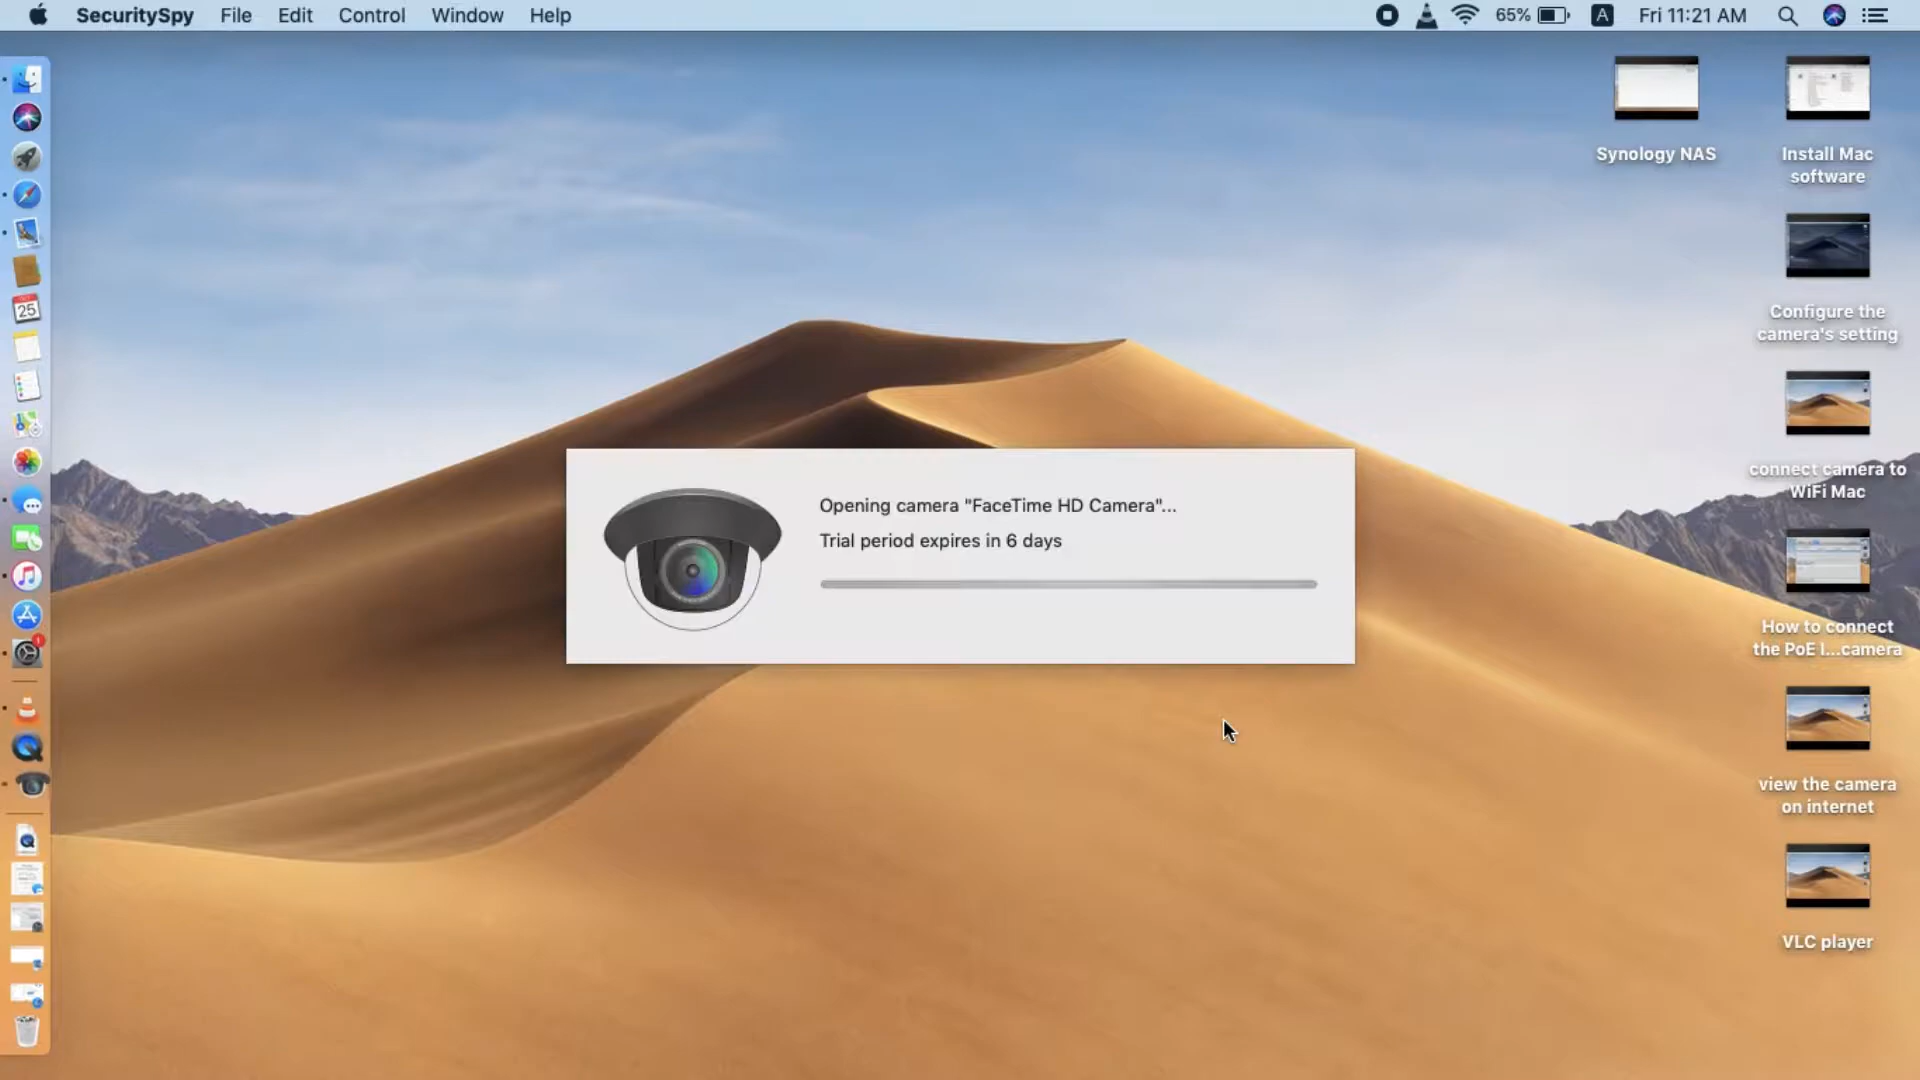 SecuritySpy File Edit Control Window Help 65% A Fri 11:21 AM
Synology NAS
Install Mac
software
Configure the
camera's setting
connect camera to
WiFi Mac
How to connect
the PoE I...camera
view the camera
on internet
VLC player
Opening camera "FaceTime HD Camera"...
Trial period expires in 6 days
25
1